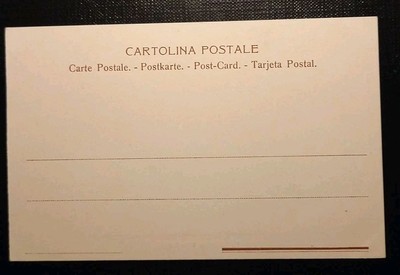 CARTOLINA POSTALE
Carte Postale. - Postkarte. - Post-Card. - Tarjeta Postal.